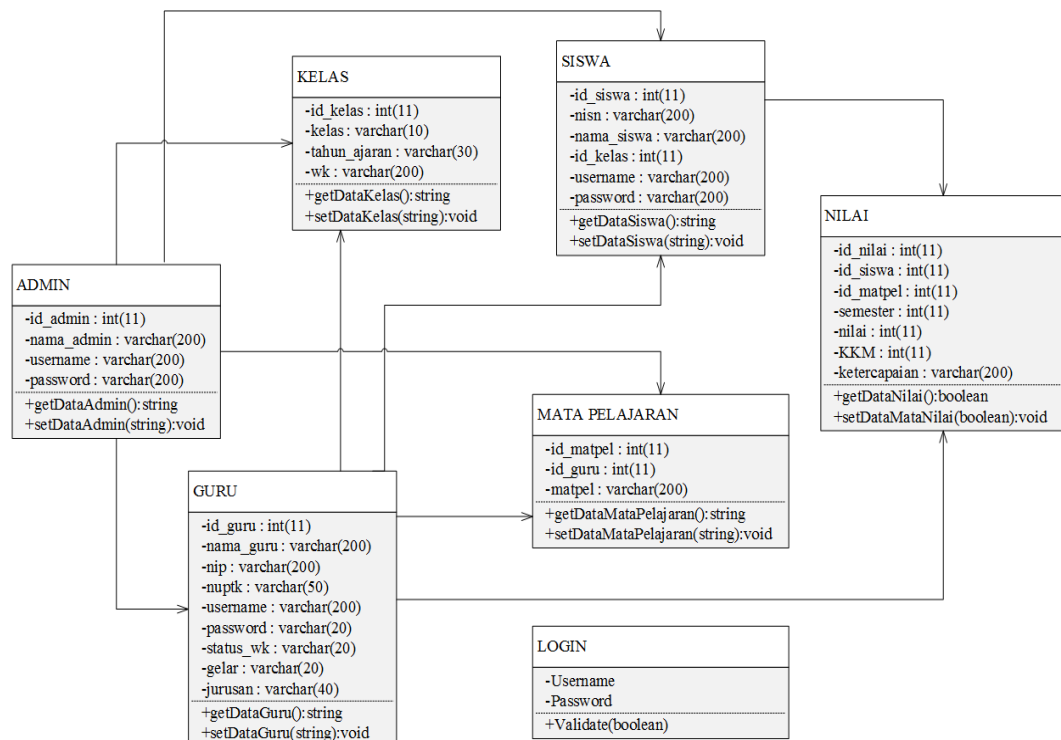 KELAS
-id_kelas : int(11)
-kelas : varchar(10)
-tahun_ajaran : varchar(30)
-wk : varchar(200)
+getDataKelas():string
+setDataKelas(string):void
SISWA
-id_siswa : int(11)
-nisn : varchar(200)
-nama_siswa : varchar(200)
-id_kelas : int(11)
-username : varchar(200)
-password : varchar(200)
+getDataSiswa():string
+setDataSiswa(string):void
NILAI
-id_nilai : int(11)
-id_siswa : int(11)
-id_matpel : int(11)
-semester : int(11)
-nilai : int(11)
-KKM : int(11)
-ketercapaian : varchar(200)
+getDataNilai():boolean
+setDataMataNilai(boolean):void
ADMIN
-id_admin : int(11)
-nama_admin : varchar(200)
-username : varchar(200)
-password : varchar(200)
+getDataAdmin():string
+setDataAdmin(string):void
MATA PELAJARAN
-id_matpel : int(11)
-id_guru : int(11)
-matpel : varchar(200)
+getDataMataPelajaran():string
+setDataMataPelajaran(string):void
GURU
-id_guru : int(11)
-nama_guru : varchar(200)
-nip : varchar(200)
-nuptk : varchar(50)
-username : varchar(200)
-password : varchar(20)
-status_wk : varchar(20)
-gelar : varchar(20)
-jurusan : varchar(40)
+getDataGuru():string
+setDataGuru(string):void
LOGIN
-Username
-Password
+Validate(boolean)